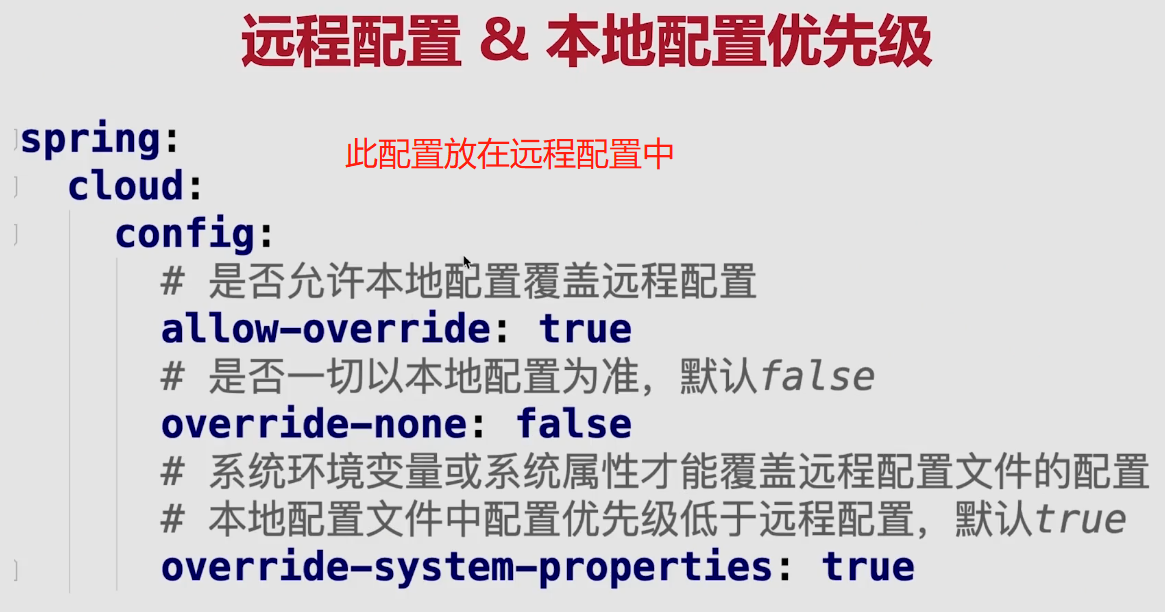 远程配置 & 本地配置优先级
spring:
此配置放在远程配置中
cloud:
config:
# 是否允许本地配置覆盖远程配置
allow-override: true
# 是否一切以本地配置为准，默认false
override-none: false
# 系统环境变量或系统属性才能覆盖远程配置文件的配置
# 本地配置文件中配置优先级低于远程配置，默认true
override-system-properties: true